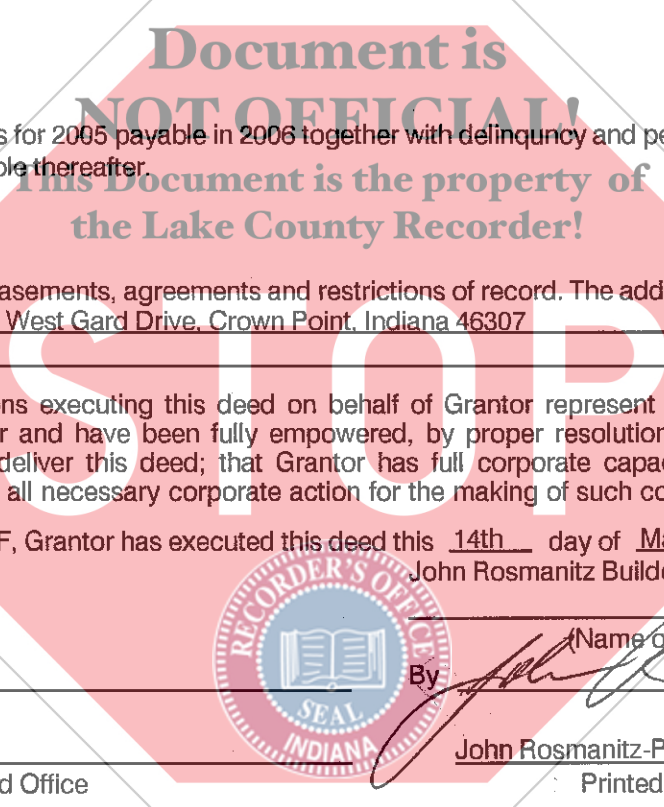 Document is
NOT OFFICIAL!
s for 2005 payable in 2006 together with delinquncy and pe
ble thereafter.
This Document is the property of
the Lake County Recorder!
asements, agreements and restrictions of record. The add
West Gard Drive, Crown Point, Indiana 46307
STOP
ns executing this deed on behalf of Grantor represent
r and have been fully empowered, by proper resolution
deliver this deed; that Grantor has full corporate capac
all necessary corporate action for the making of such co
F, Grantor has executed this deed this 14th day of Ma
John Rosmanitz Builde
RECORDER'S OFFICE
SEAL
INDIANA
(Name o
By
John Rosmanitz-P
d Office
Printed